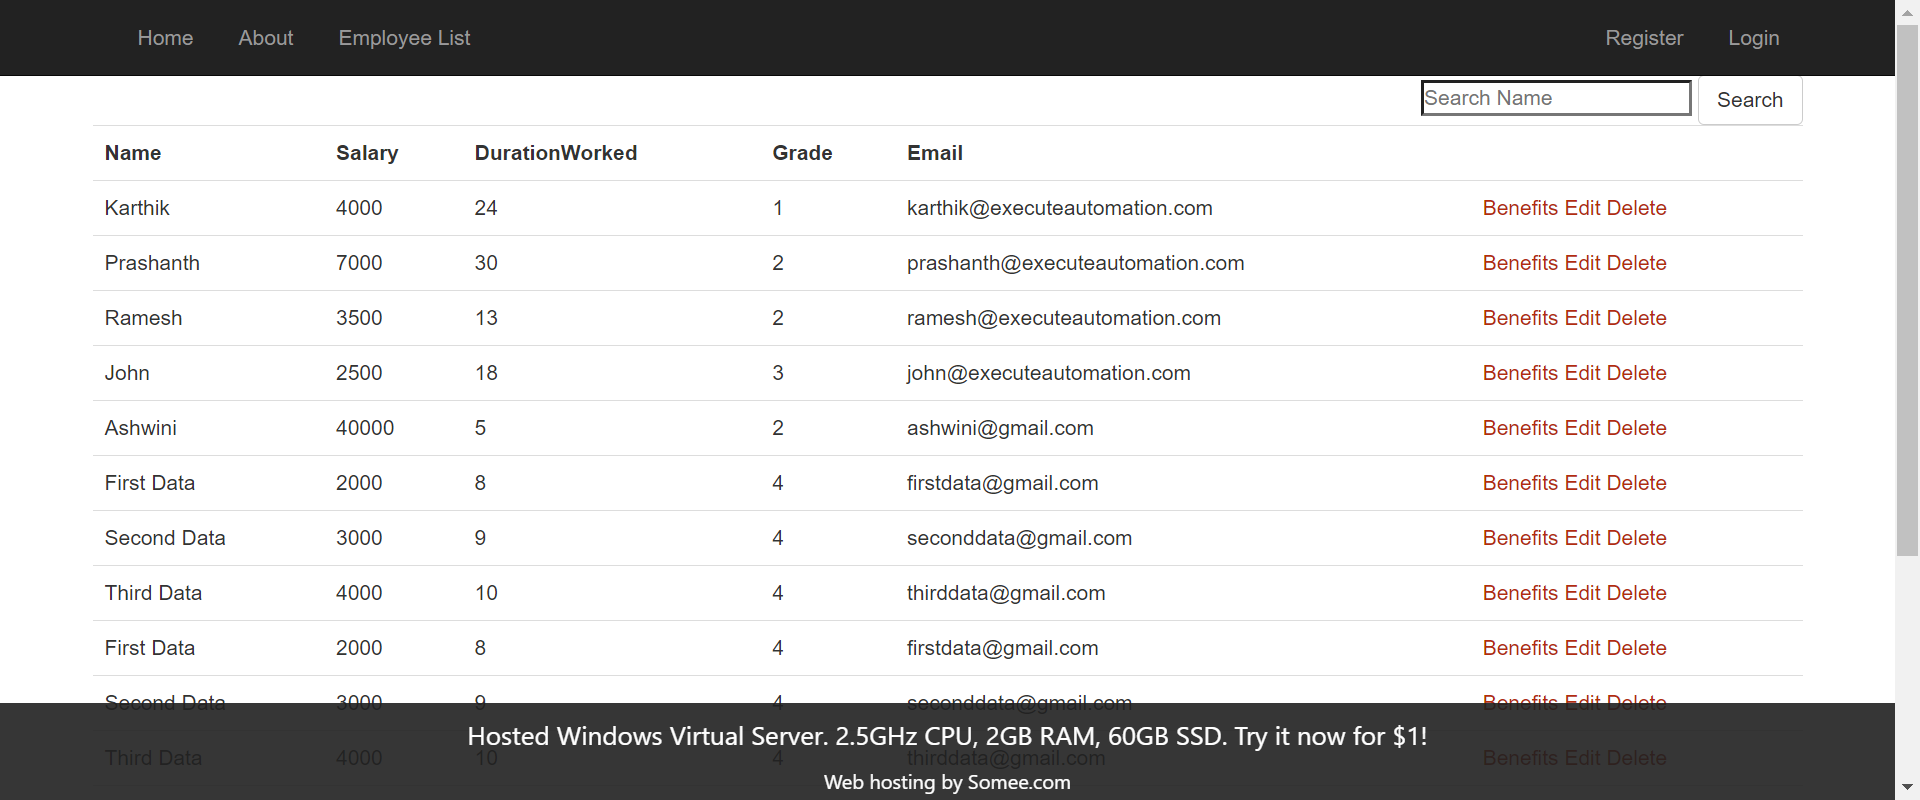 Home About Employee List Register Login
Search Name Search
Name Salary DurationWorked Grade Email
Karthik 4000 24 1 karthik@executeautomation.com Benefits Edit Delete
Prashanth 7000 30 2 prashanth@executeautomation.com Benefits Edit Delete
Ramesh 3500 13 2 ramesh@executeautomation.com Benefits Edit Delete
John 2500 18 3 john@executeautomation.com Benefits Edit Delete
Ashwini 40000 5 2 ashwini@gmail.com Benefits Edit Delete
First Data 2000 8 4 firstdata@gmail.com Benefits Edit Delete
Second Data 3000 9 4 seconddata@gmail.com Benefits Edit Delete
Third Data 4000 10 4 thirddata@gmail.com Benefits Edit Delete
First Data 2000 8 4 firstdata@gmail.com Benefits Edit Delete
Second Data 3000 9 4 seconddata@gmail.com Benefits Edit Delete
Hosted Windows Virtual Server. 2.5GHz CPU, 2GB RAM, 60GB SSD. Try it now for $1!
Third Data 4000 10 4 thirddata@gmail.com Benefits Edit Delete
Web hosting by Somee.com